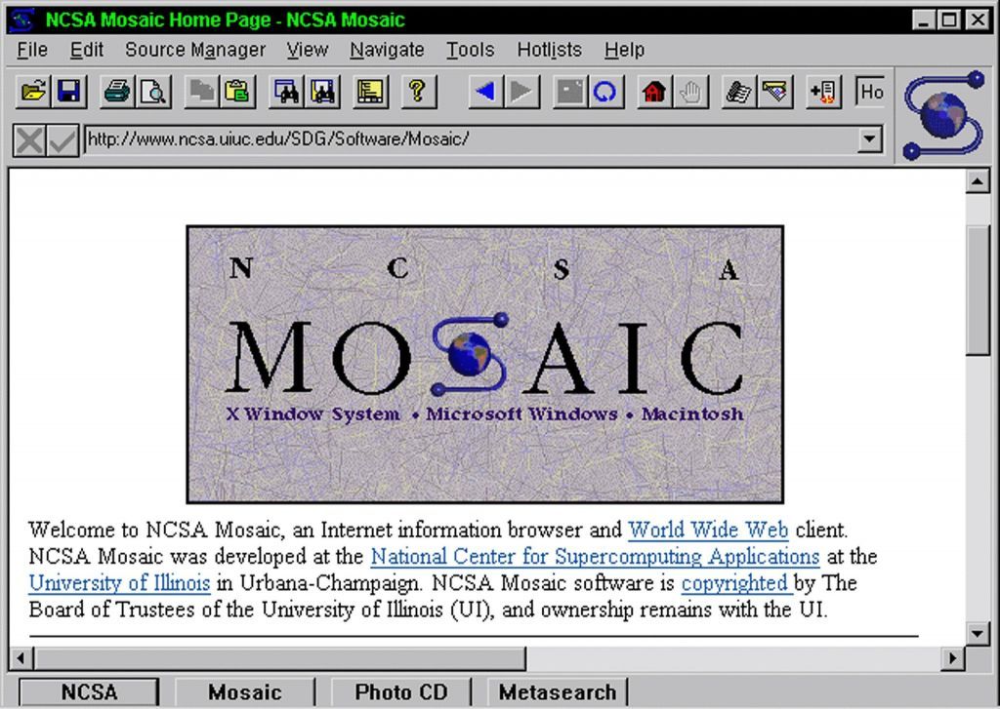 NCSA Mosaic Home Page - NCSA Mosaic
File Edit Source Manager View Navigate Tools Hotlists Help
Ho
http://www.ncsa.uiuc.edu/SDG/Software/Mosaic/
N C S A
MOSAIC
X Window System • Microsoft Windows • Macintosh
Welcome to NCSA Mosaic, an Internet information browser and World Wide Web client.
NCSA Mosaic was developed at the National Center for Supercomputing Applications at the
University of Illinois in Urbana-Champaign. NCSA Mosaic software is copyrighted by The
Board of Trustees of the University of Illinois (UI), and ownership remains with the UI.
NCSA Mosaic Photo CD Metasearch